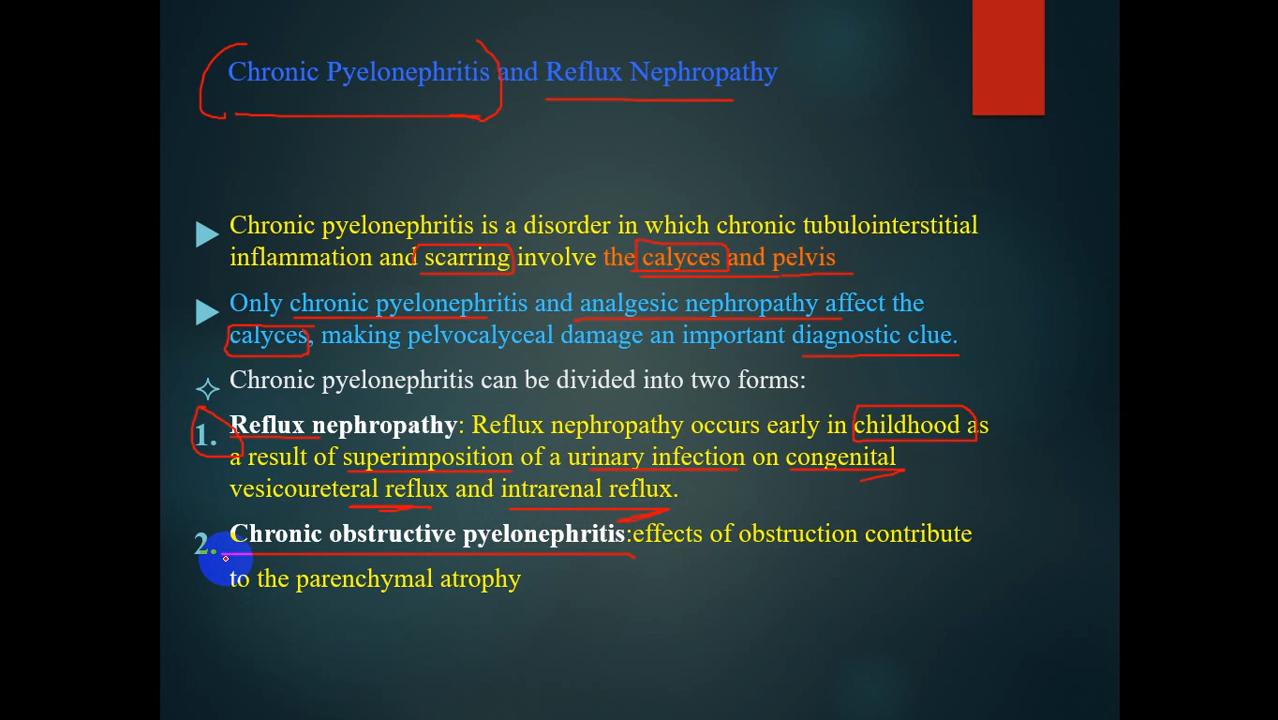 Chronic Pyelonephritis and Reflux Nephropathy
Chronic pyelonephritis is a disorder in which chronic tubulointerstitial
inflammation and scarring involve the calyces and pelvis
Only chronic pyelonephritis and analgesic nephropathy affect the
calyces, making pelvocalyceal damage an important diagnostic clue.
Chronic pyelonephritis can be divided into two forms:
1. Reflux nephropathy: Reflux nephropathy occurs early in childhood as
a result of superimposition of a urinary infection on congenital
vesicoureteral reflux and intrarenal reflux.
2. Chronic obstructive pyelonephritis:effects of obstruction contribute
to the parenchymal atrophy